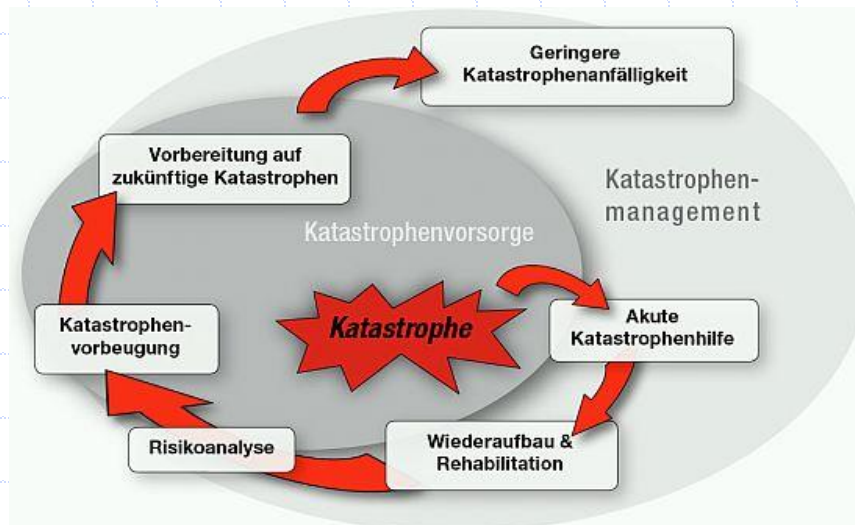 Geringere
Katastrophenanfälligkeit
Vorbereitung auf
zukünftige Katastrophen
Katastrophen-
management
Katastrophenvorsorge
Katastrophe
Akute
Katastrophenhilfe
Katastrophen-
vorbeugung
Risikoanalyse
Wiederaufbau &
Rehabilitation